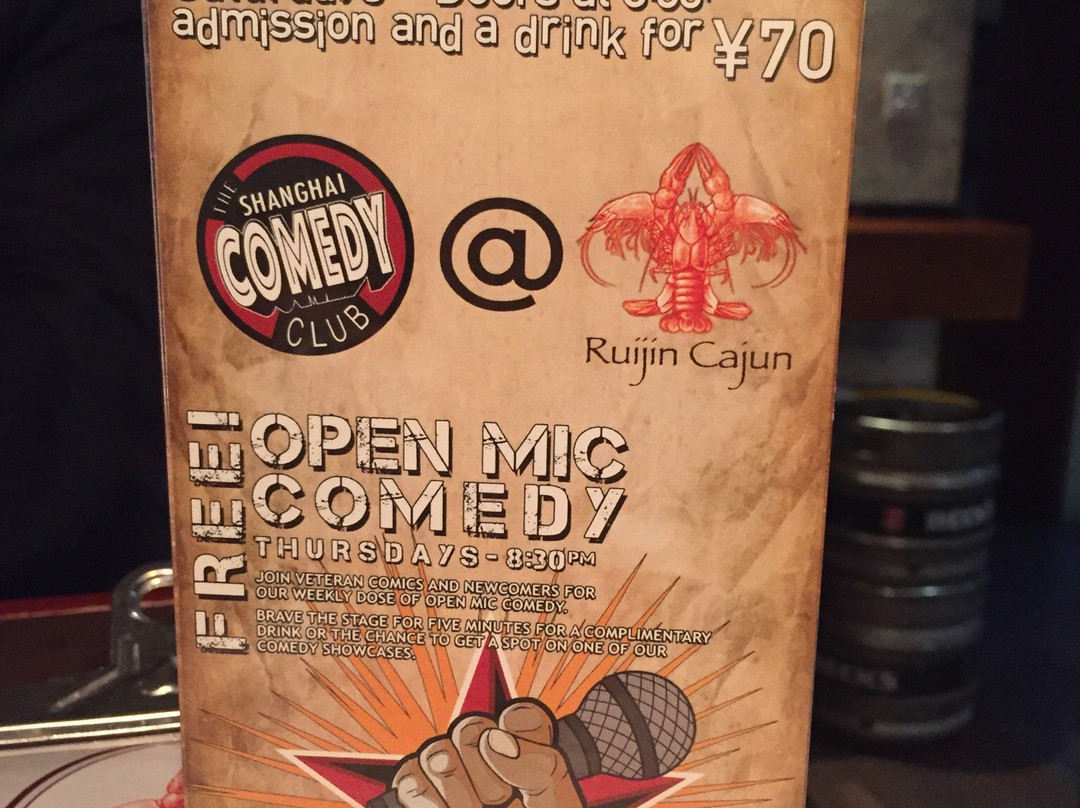 admission and a drink for ¥70
THE
SHANGHAI
COMEDY
CLUB
@
Ruijin Cajun
FREE!
OPEN MIC
COMEDY
THURSDAYS - 8:30PM
JOIN VETERAN COMICS AND NEWCOMERS FOR
OUR WEEKLY DOSE OF OPEN MIC COMEDY.
BRAVE THE STAGE FOR FIVE MINUTES FOR A COMPLIMENTARY
DRINK OR THE CHANCE TO GET A SPOT ON ONE OF OUR
COMEDY SHOWCASES.